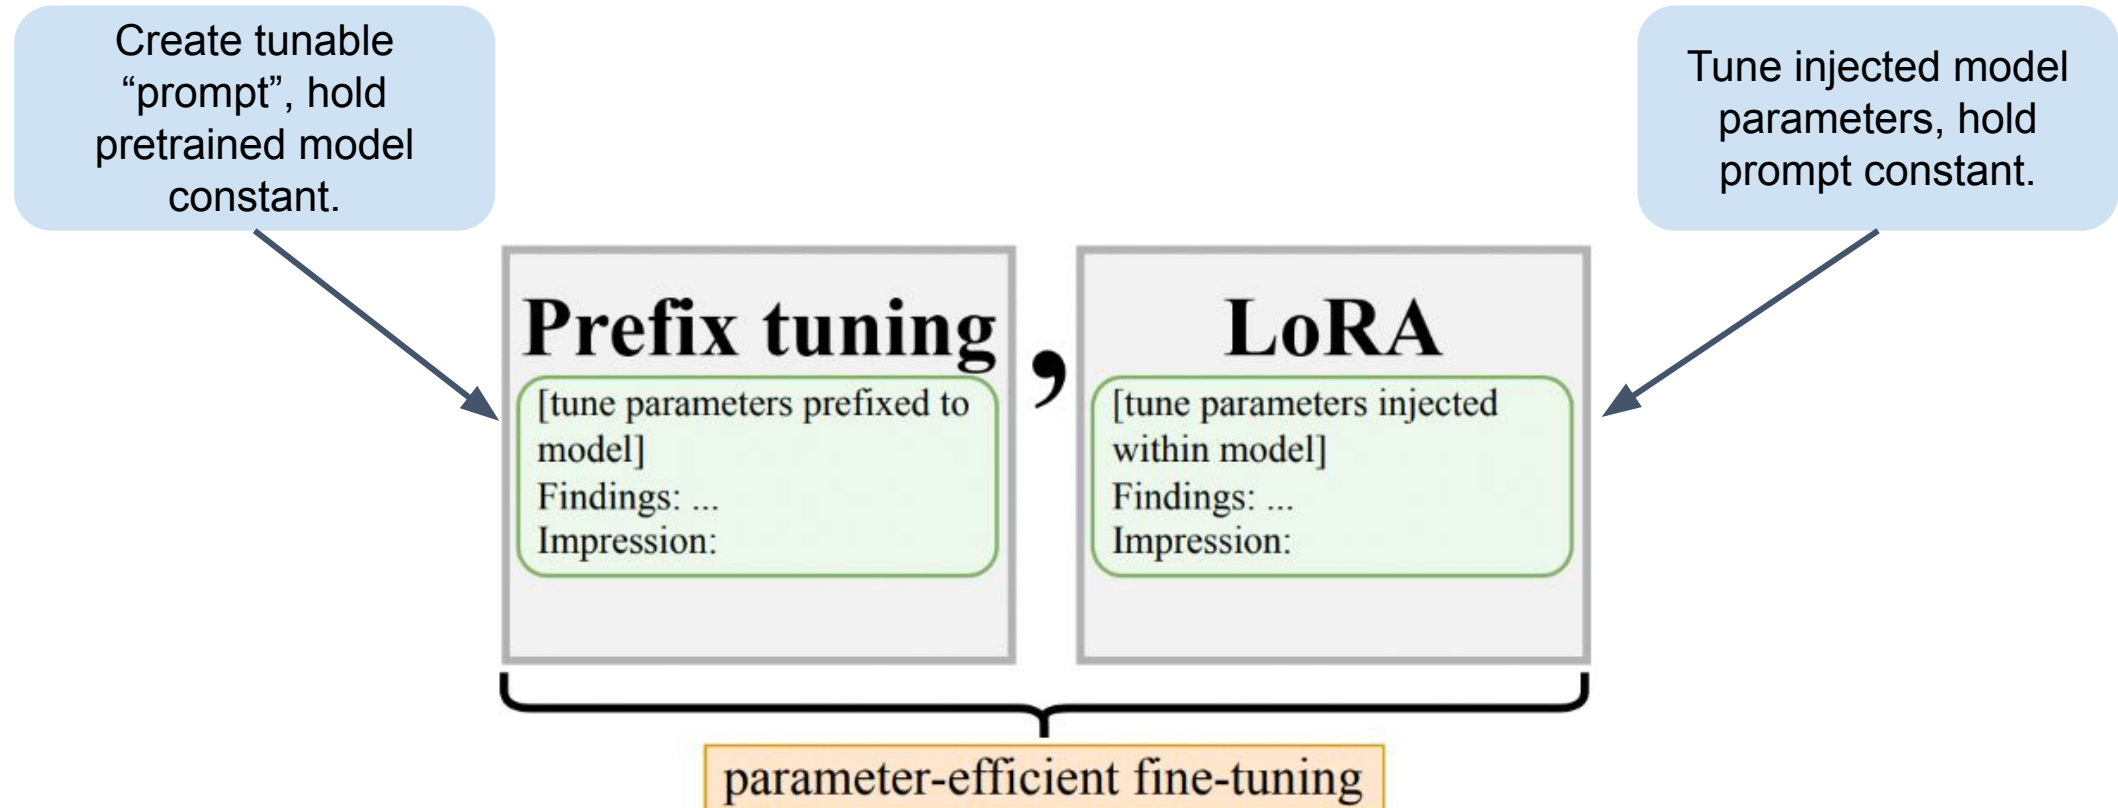 Create tunable
“prompt”, hold
pretrained model
constant.
Tune injected model
parameters, hold
prompt constant.
Prefix tuning
,
LoRA
[tune parameters prefixed to
model]
Findings: ...
Impression:
[tune parameters injected
within model]
Findings: ...
Impression:
parameter-efficient fine-tuning